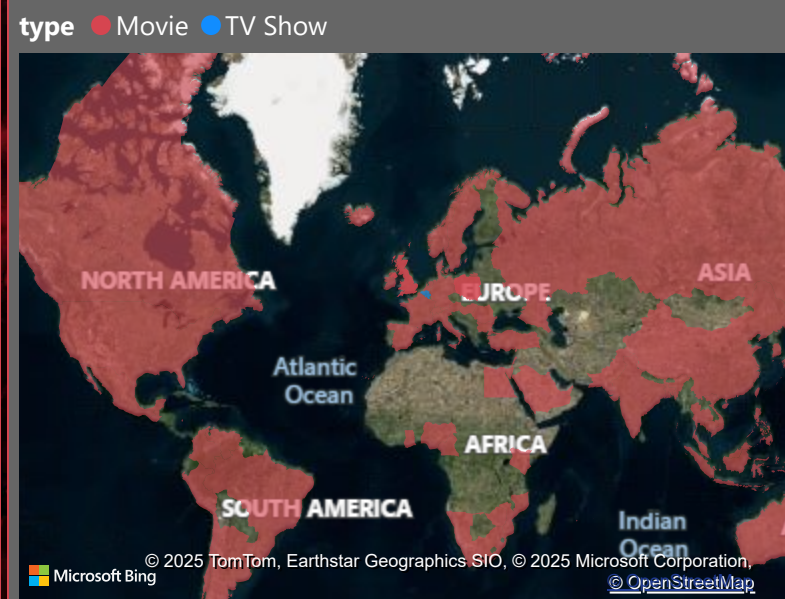 type Movie TV Show
NORTH AMERICA
EUROPE
ASIA
Atlantic
Ocean
AFRICA
SOUTH AMERICA
Indian
Ocean
© 2025 TomTom, Earthstar Geographics SIO, © 2025 Microsoft Corporation,
Microsoft Bing
© OpenStreetMap